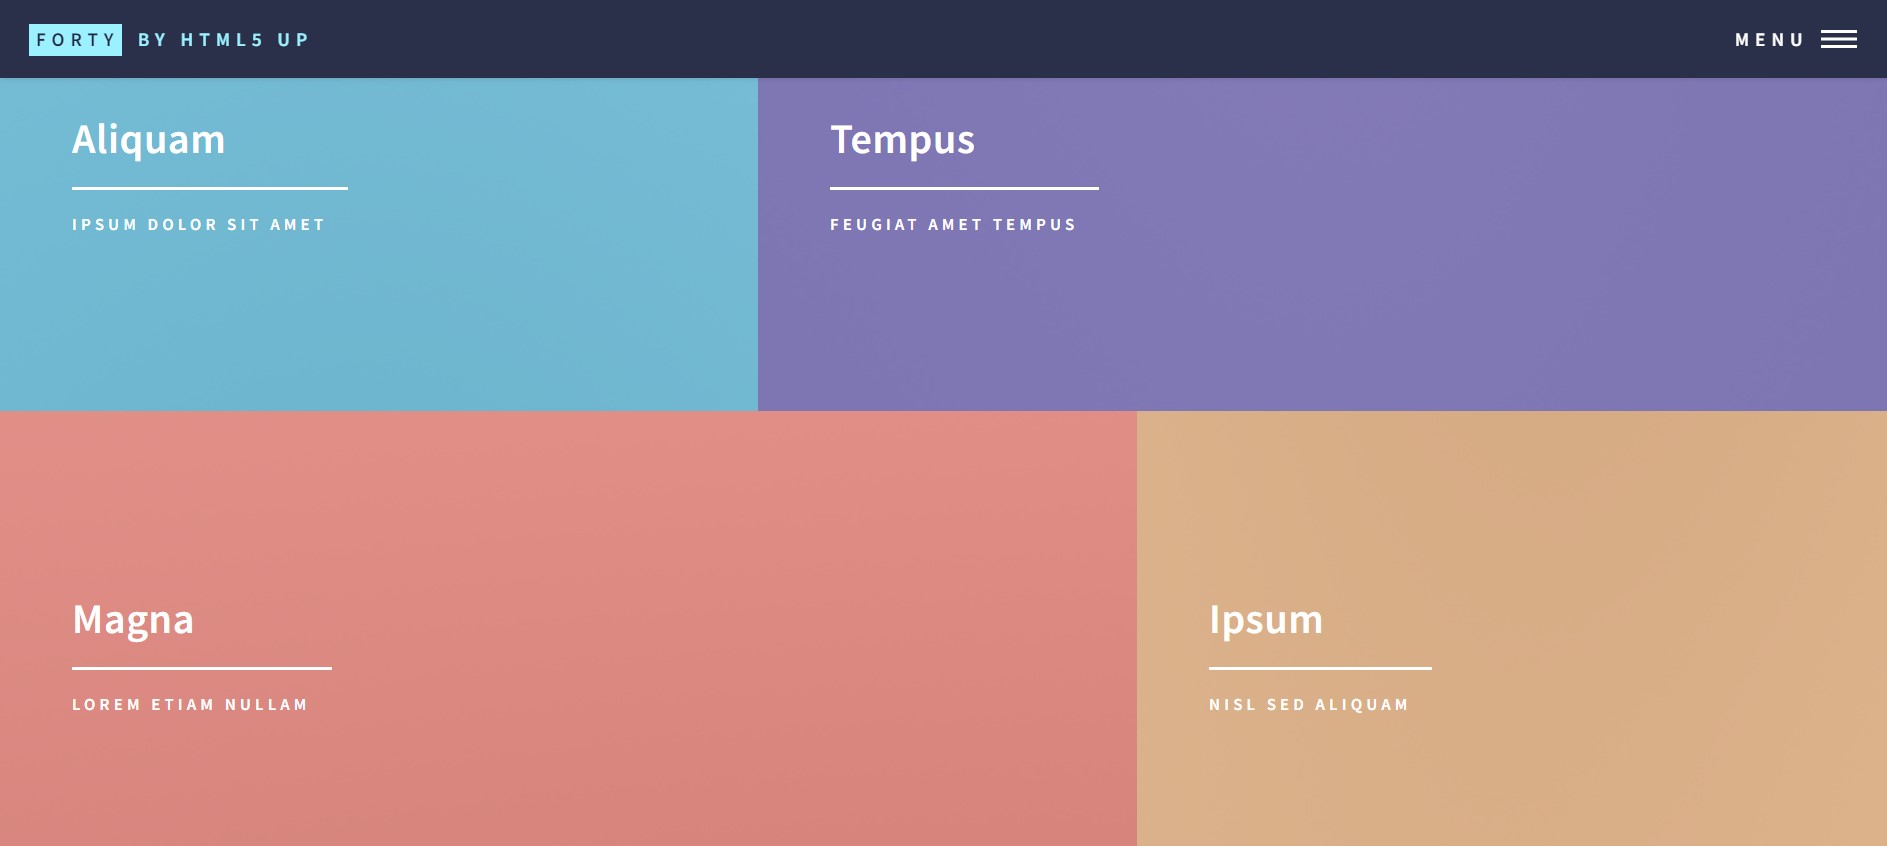 FORTY BY HTML5 UP
MENU
Aliquam
IPSUM DOLOR SIT AMET
Tempus
FEUGIAT AMET TEMPUS
Magna
LOREM ETIAM NULLAM
Ipsum
NISL SED ALIQUAM